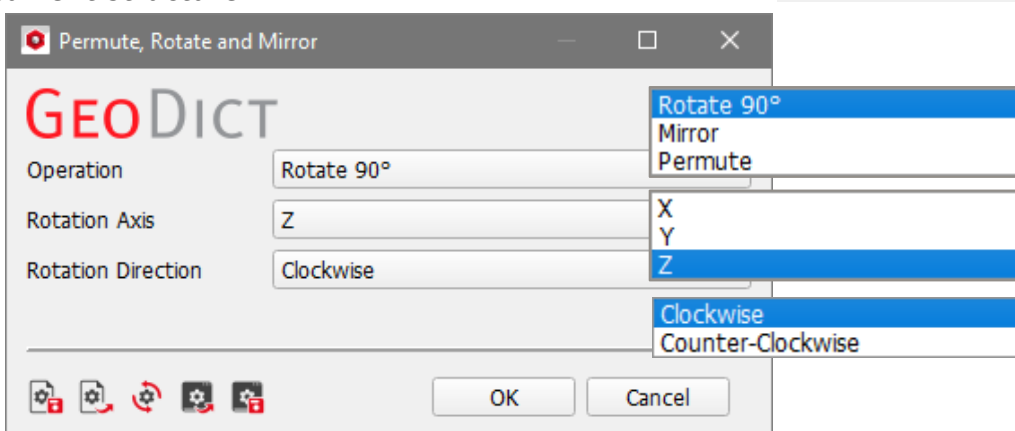 Permute, Rotate and Mirror
GEODICT
Operation
Rotate 90°
Rotate 90°
Mirror
Permute
Rotation Axis
Z
X
Y
Z
Rotation Direction
Clockwise
Clockwise
Counter-Clockwise
OK
Cancel